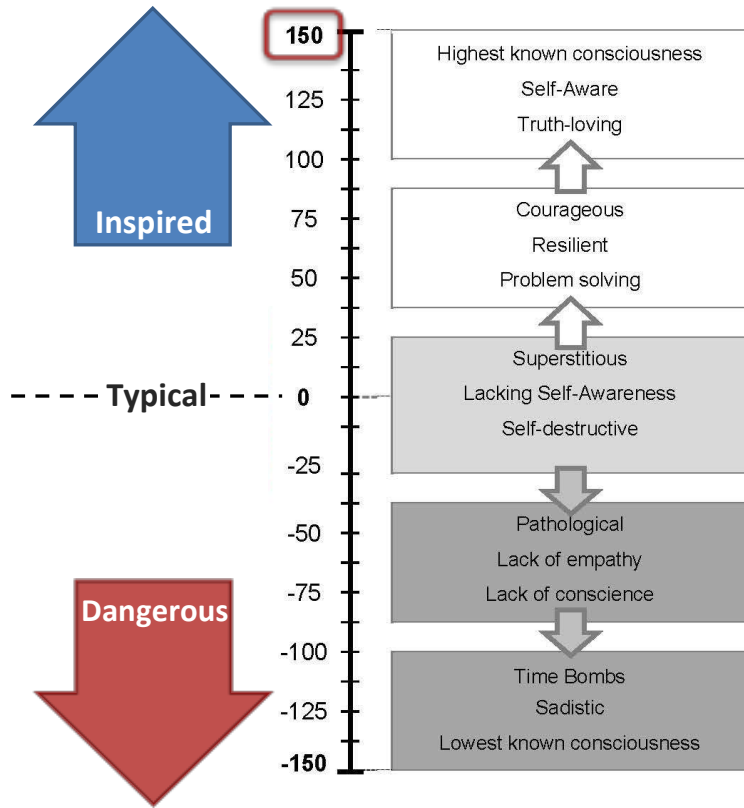 150
Highest known consciousness
Self-Aware
125
Truth-loving
100
Inspired
75
Courageous
Resilient
50
Problem solving
25
Superstitious
Typical
0
Lacking Self-Awareness
Self-destructive
-25
-50
Pathological
Lack of empathy
-75
Lack of conscience
Dangerous
-100
Time Bombs
Sadistic
-125
Lowest known consciousness
-150